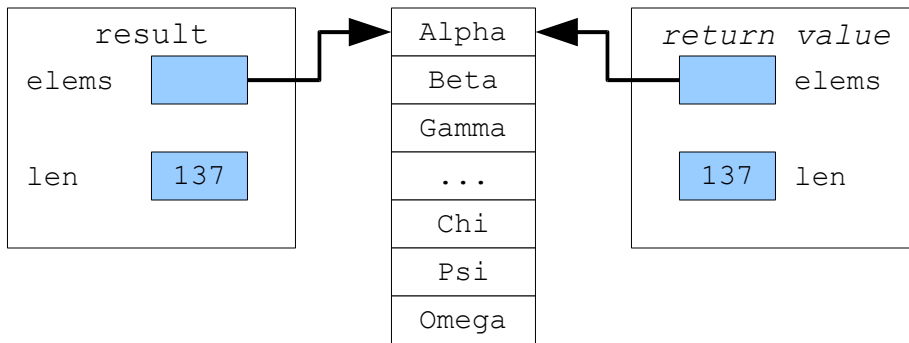 result
elems
len
137
Alpha
Beta
Gamma
...
Chi
Psi
Omega
return value
elems
137
len